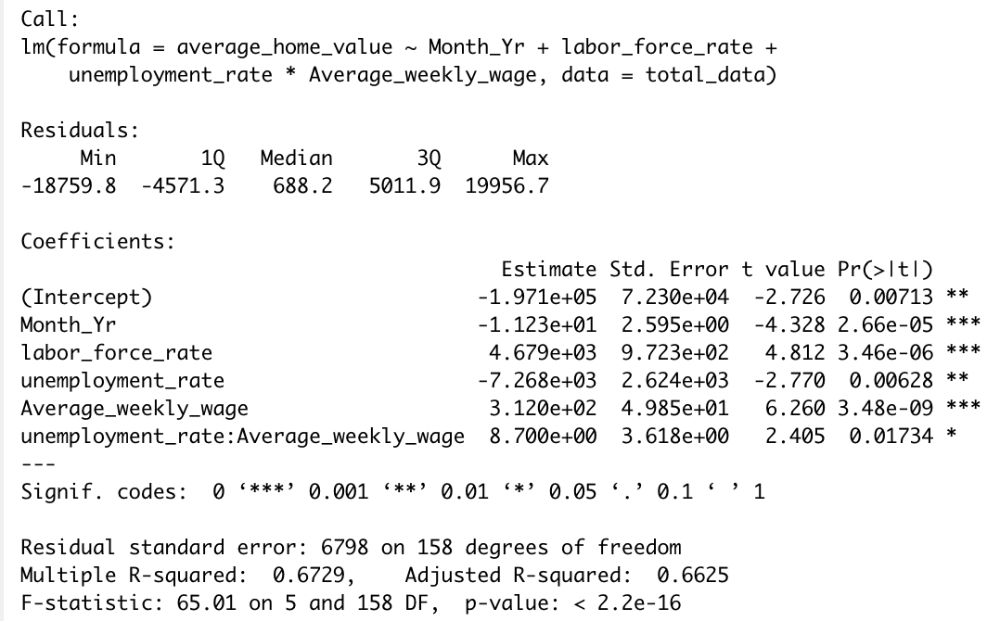 Call:
lm(formula = average_home_value ~ Month_Yr + labor_force_rate +
    unemployment_rate * Average_weekly_wage, data = total_data)

Residuals:
     Min       1Q   Median       3Q      Max
-18759.8  -4571.3    688.2   5011.9  19956.7

Coefficients:
                                        Estimate Std. Error t value Pr(>|t|)
(Intercept)                           -1.971e+05  7.230e+04  -2.726  0.00713 **
Month_Yr                              -1.123e+01  2.595e+00  -4.328 2.66e-05 ***
labor_force_rate                       4.679e+03  9.723e+02   4.812 3.46e-06 ***
unemployment_rate                     -7.268e+03  2.624e+03  -2.770  0.00628 **
Average_weekly_wage                    3.120e+02  4.985e+01   6.260 3.48e-09 ***
unemployment_rate:Average_weekly_wage  8.700e+00  3.618e+00   2.405  0.01734 *
---
Signif. codes:  0 ‘***’ 0.001 ‘**’ 0.01 ‘*’ 0.05 ‘.’ 0.1 ‘ ’ 1

Residual standard error: 6798 on 158 degrees of freedom
Multiple R-squared:  0.6729,    Adjusted R-squared:  0.6625
F-statistic: 65.01 on 5 and 158 DF,  p-value: < 2.2e-16